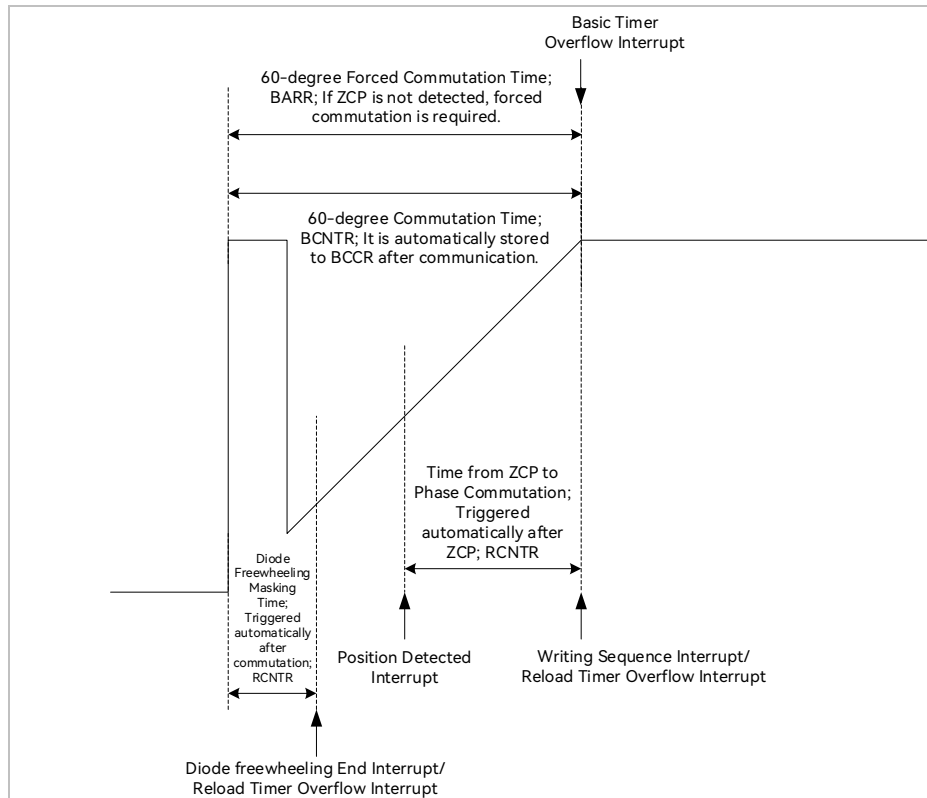 Basic Timer
Overflow Interrupt
60-degree Forced Commutation Time;
BARR; If ZCP is not detected, forced
commutation is required.
60-degree Commutation Time;
BCNTR; It is automatically stored
to BCCR after communication.
Time from ZCP to
Phase Commutation;
Triggered
automatically after
ZCP; RCNTR
Diode
Freewheeling
Masking
Time;
Triggered
automatically
after
commutation;
RCNTR
Position Detected
Interrupt
Writing Sequence Interrupt/
Reload Timer Overflow Interrupt
Diode freewheeling End Interrupt/
Reload Timer Overflow Interrupt